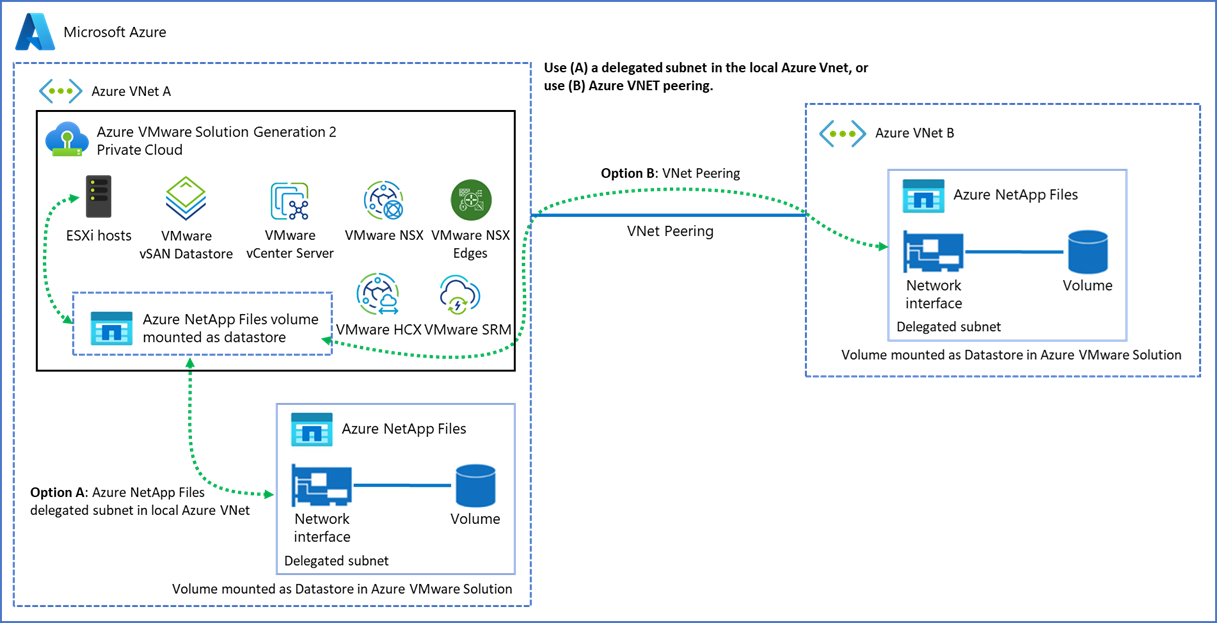 Microsoft Azure
Use (A) a delegated subnet in the local Azure Vnet, or
use (B) Azure VNET peering.
Azure VNet A
Azure VMware Solution Generation 2
Private Cloud
ESXi hosts
VMware
vSAN Datastore
VMware
vCenter Server
VMware NSX
VMware NSX
Edges
VMware HCX
VMware SRM
Azure NetApp Files volume
mounted as datastore
Option A: Azure NetApp Files
delegated subnet in local Azure VNet
Azure NetApp Files
Network
interface
Volume
Delegated subnet
Volume mounted as Datastore in Azure VMware Solution
Option B: VNet Peering
VNet Peering
Azure VNet B
Azure NetApp Files
Network
interface
Volume
Delegated subnet
Volume mounted as Datastore in Azure VMware Solution